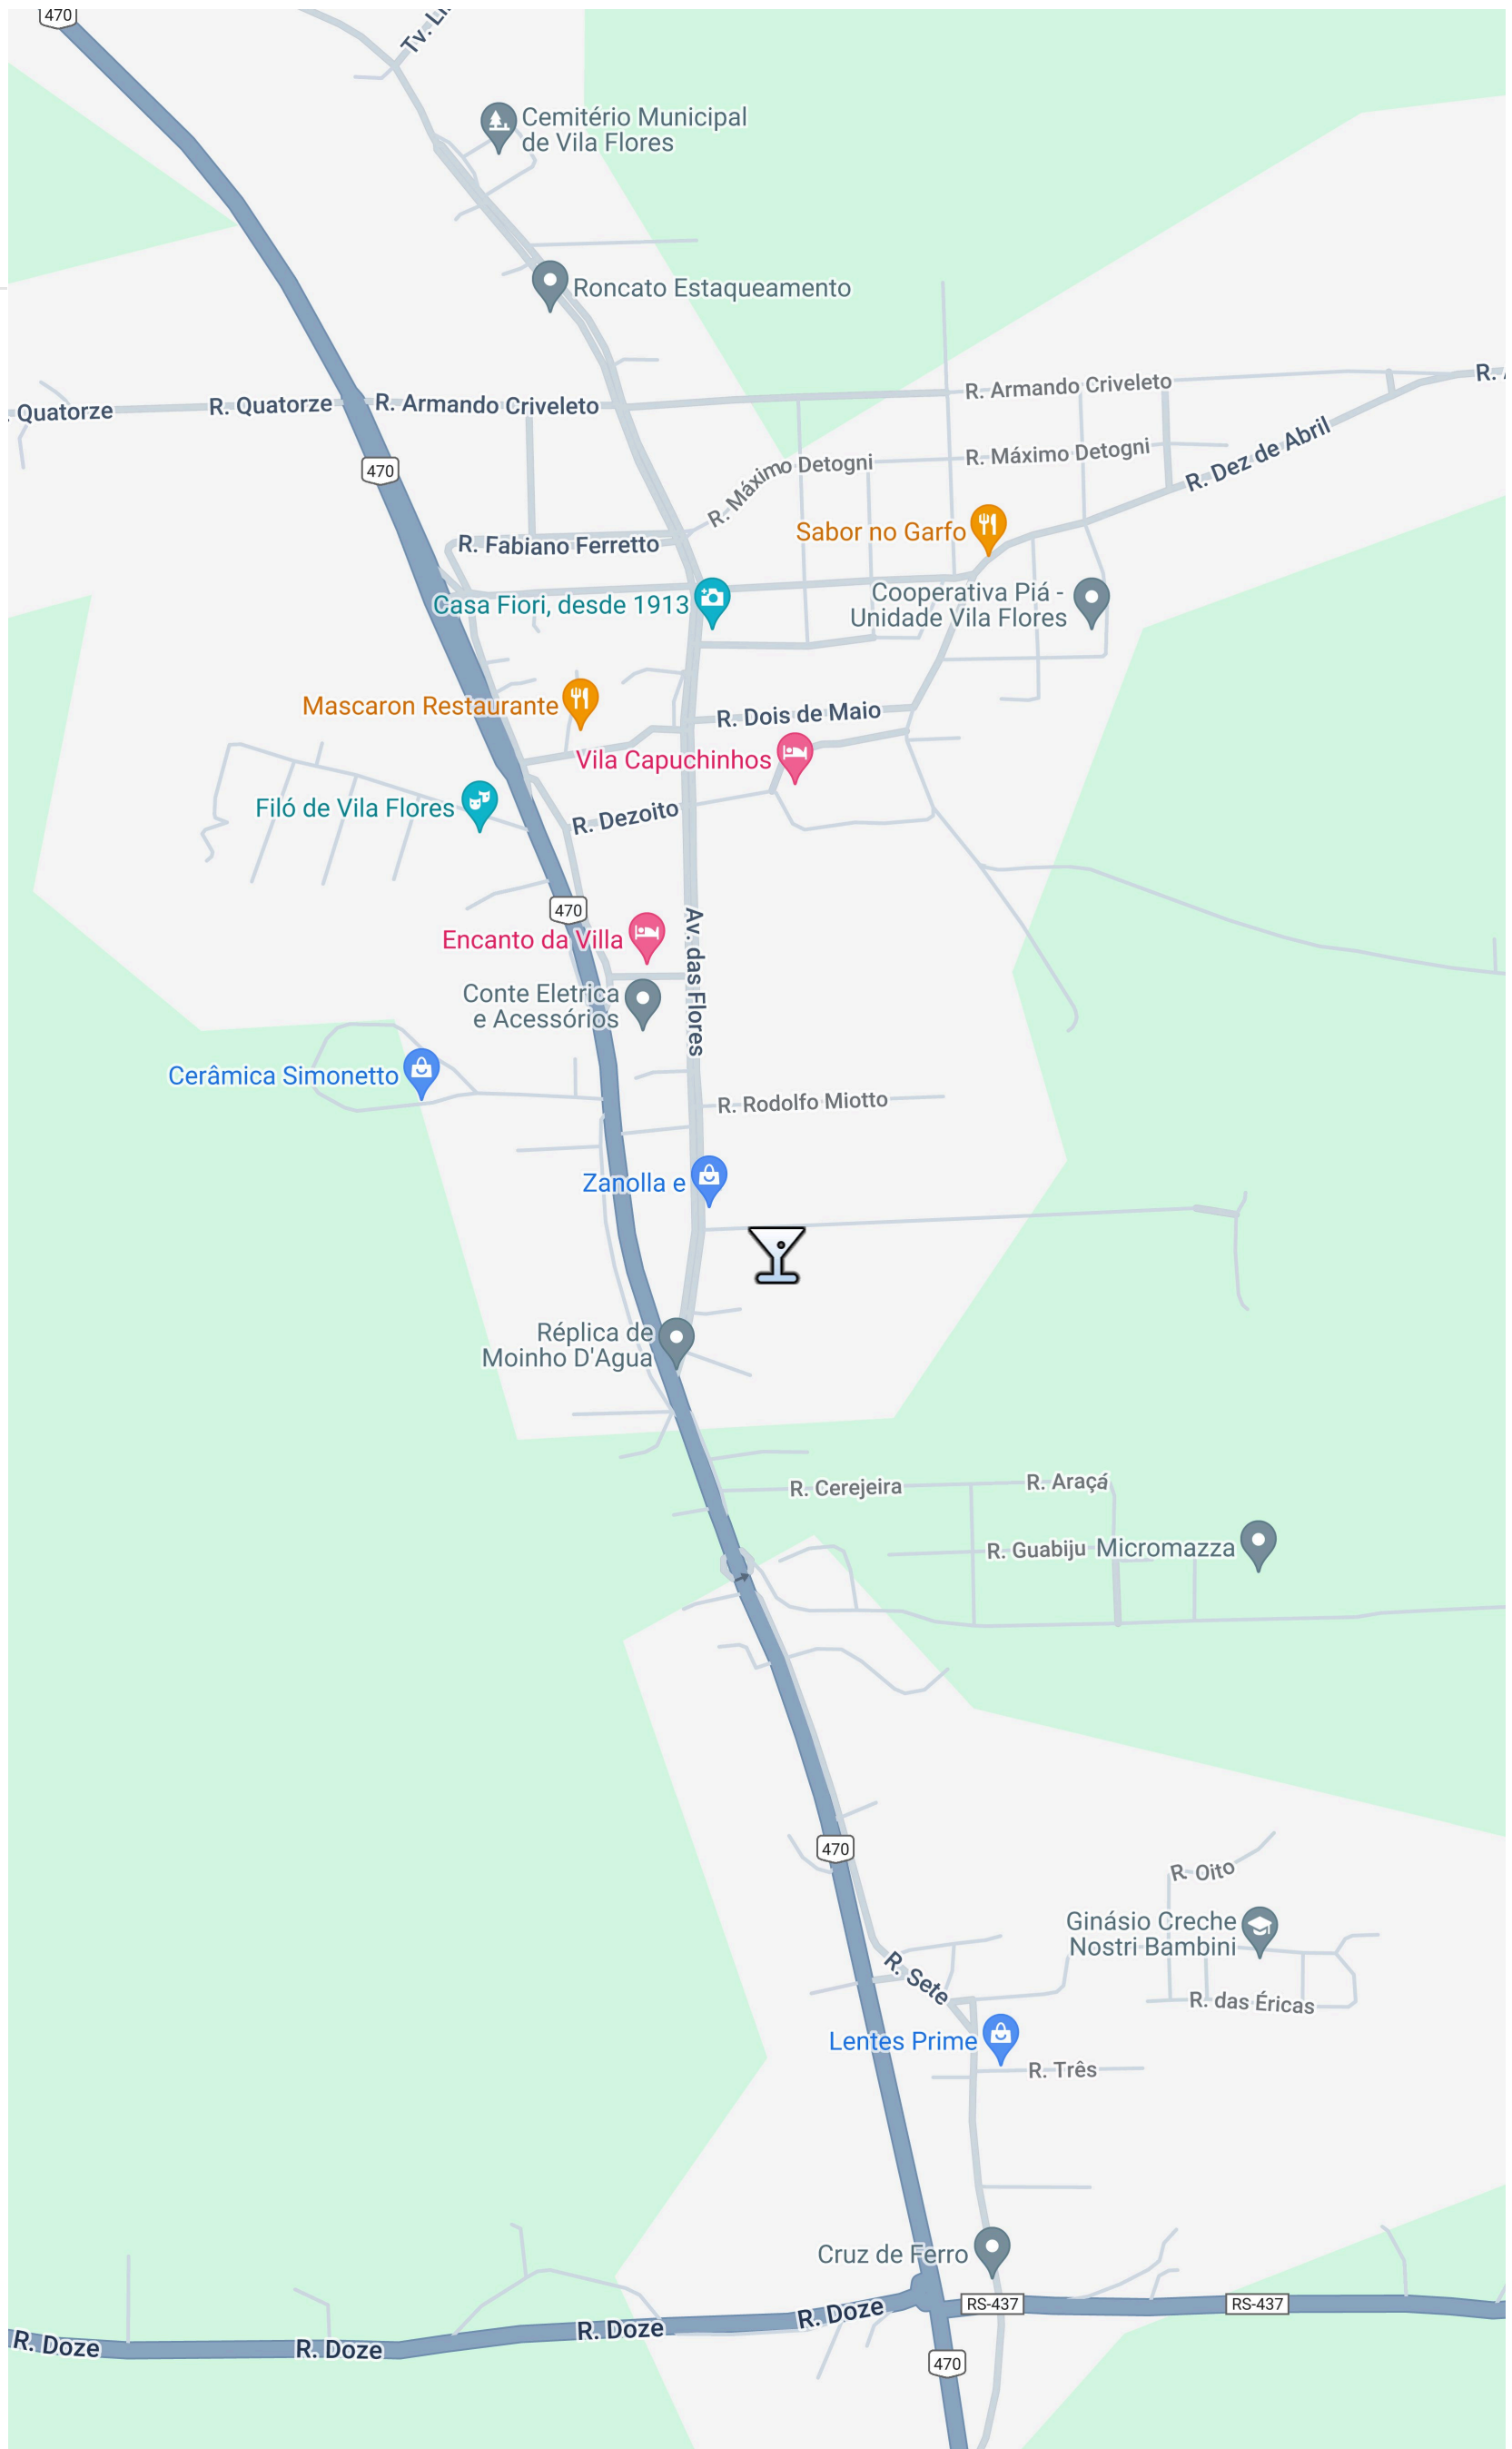 470
Tv. Li
Cemitério Municipal
de Vila Flores
Roncato Estaqueamento
R. Armando Criveleto
R.
Quatorze
R. Quatorze
R. Armando Criveleto
470
R. Máximo Detogni
R. Máximo Detogni
R. Dez de Abril
Sabor no Garfo
R. Fabiano Ferretto
Casa Fiori, desde 1913
Cooperativa Piá -
Unidade Vila Flores
Mascaron Restaurante
R. Dois de Maio
Vila Capuchinhos
Filó de Vila Flores
R. Dezoito
470
Encanto da Villa
Av. das Flores
Conte Eletrica
e Acessórios
Cerâmica Simonetto
R. Rodolfo Miotto
Zanolla e
Réplica de
Moinho D'Agua
R. Cerejeira
R. Araçá
R. Guabiju
Micromazza
470
R. Oito
Ginásio Creche
Nostri Bambini
R. Sete
R. das Éricas
Lentes Prime
R. Três
Cruz de Ferro
RS-437
RS-437
R. Doze
R. Doze
R. Doze
R. Doze
470